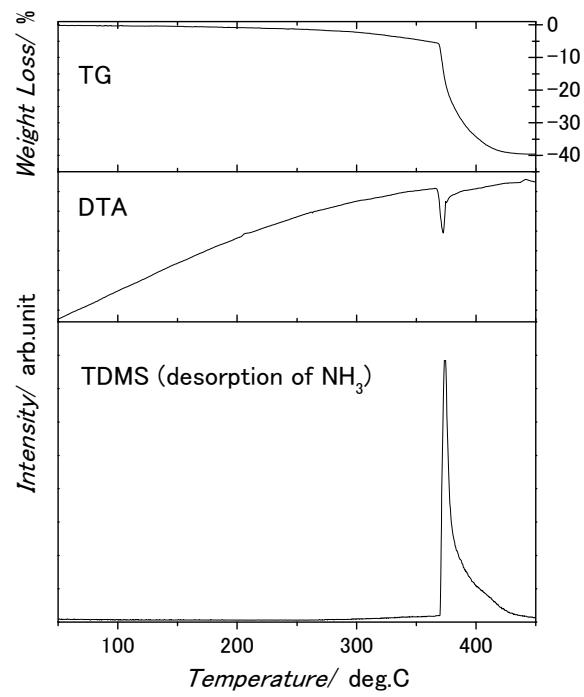 Weight Loss/ %
TG
0
−10
−20
−30
−40
DTA
Intensity/ arb.unit
TDMS (desorption of NH₃)
100
200
300
400
Temperature/ deg.C